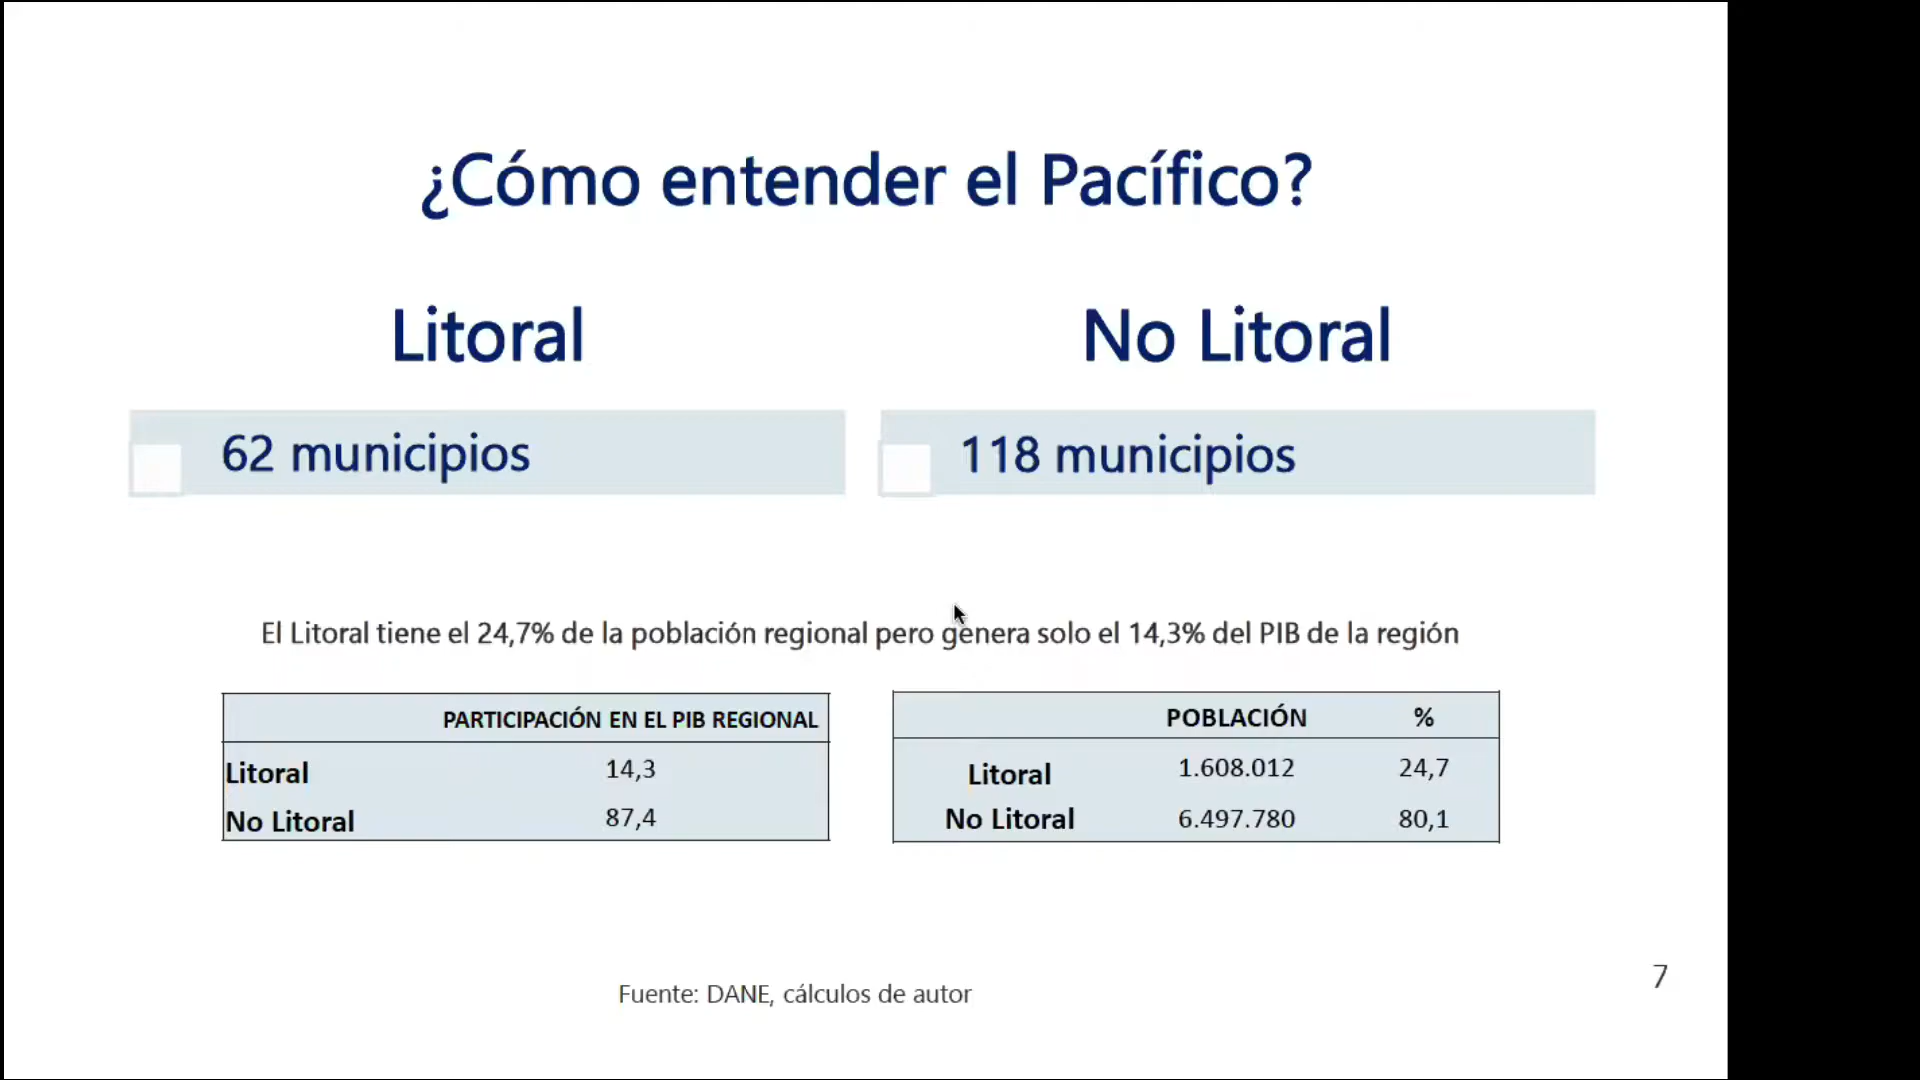 ¿Cómo entender el Pacífico?
Litoral
No Litoral
62 municipios
118 municipios
El Litoral tiene el 24,7% de la población regional pero genera solo el 14,3% del PIB de la región
PARTICIPACIÓN EN EL PIB REGIONAL
Litoral 14,3
No Litoral 87,4
POBLACIÓN %
Litoral 1.608.012 24,7
No Litoral 6.497.780 80,1
Fuente: DANE, cálculos de autor
7